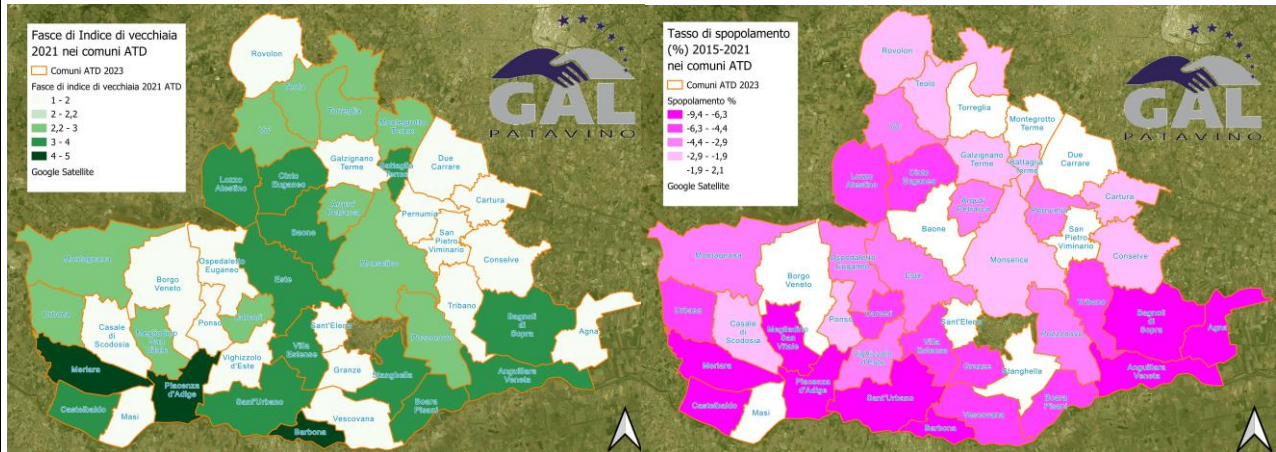 Fasce di Indice di vecchiaia
2021 nei comuni ATD
Comuni ATD 2023
Fasce di indice di vecchiaia 2021 ATD
1 - 2
2 - 2,2
2,2 - 3
3 - 4
4 - 5
Google Satellite
GAL
PATAVINO
Rovolon
Teolo
Torreglia
Vo'
Montegrotto
Terme
Galzignano
Terme
Battaglia
Terme
Due
Carrare
Lozzo
Atestino
Cinto
Euganeo
Arquà
Petrarca
Cartura
Pernumia
San
Pietro
Viminario
Baone
Conselve
Montagnana
Borgo
Veneto
Ospedaletto
Euganeo
Monselice
Este
Tribano
Urbana
Casale
di
Scodosia
Megliadino
San
Vitale
Ponso
Carceri
Sant'Elena
Bagnoli
di
Sopra
Agna
Merlara
Vighizzolo
d'Este
Villa
Estense
Pozzonovo
Piacenza
d'Adige
Granze
Stanghella
Anguillara
Veneta
Castelbaldo
Masi
Sant'Urbano
Vescovana
Boara
Pisani
Barbona
Tasso di spopolamento
(%) 2015-2021
nei comuni ATD
Comuni ATD 2023
Spopolamento %
-9,4 - -6,3
-6,3 - -4,4
-4,4 - -2,9
-2,9 - -1,9
-1,9 - 2,1
Google Satellite
GAL
PATAVINO
Rovolon
Teolo
Torreglia
Vo'
Montegrotto
Terme
Galzignano
Terme
Battaglia
Terme
Due
Carrare
Lozzo
Atestino
Cinto
Euganeo
Arquà
Petrarca
Cartura
Pernumia
San
Pietro
Viminario
Baone
Conselve
Montagnana
Borgo
Veneto
Ospedaletto
Euganeo
Monselice
Este
Tribano
Urbana
Casale
di
Scodosia
Megliadino
San
Vitale
Ponso
Carceri
Sant'Elena
Bagnoli
di
Sopra
Agna
Merlara
Vighizzolo
d'Este
Villa
Estense
Pozzonovo
Piacenza
d'Adige
Granze
Stanghella
Anguillara
Veneta
Castelbaldo
Masi
Sant'Urbano
Vescovana
Boara
Pisani
Barbona